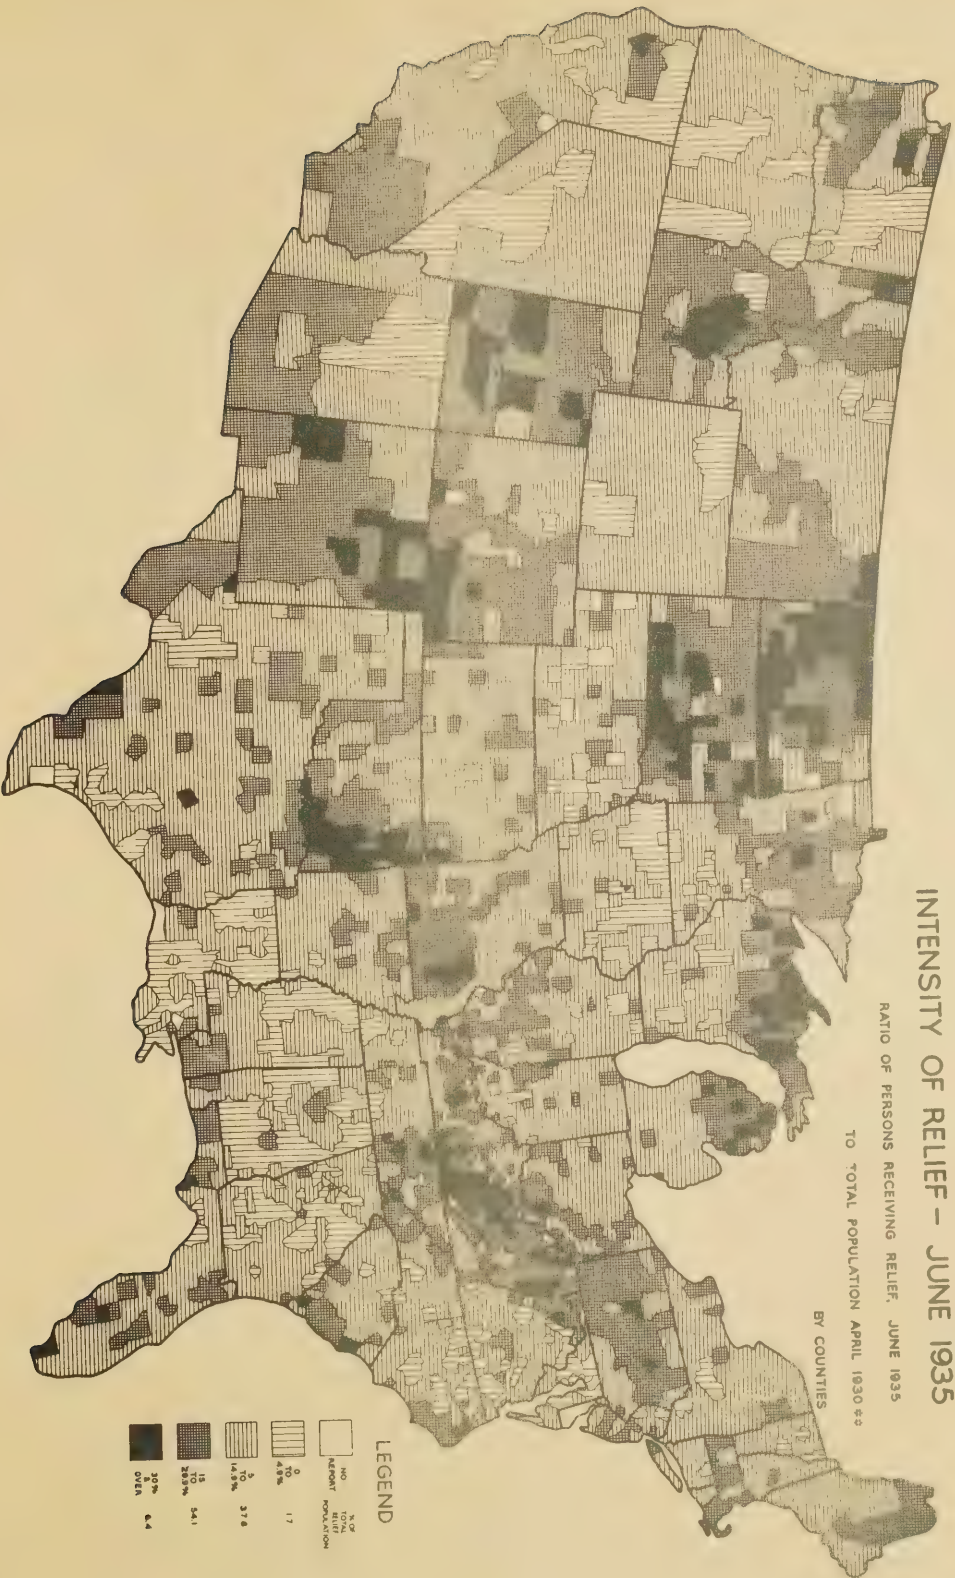 INTENSITY OF RELIEF – JUNE 1935
RATIO OF PERSONS RECEIVING RELIEF, JUNE 1935
TO TOTAL POPULATION APRIL 1930
BY COUNTIES
LEGEND
% OF
TOTAL
RELIEF
POPULATION
NO
REPORT
0
TO
4.9%
1.7
5
TO
14.9%
37.8
15
TO
29.9%
54.1
30%
&
OVER
6.4